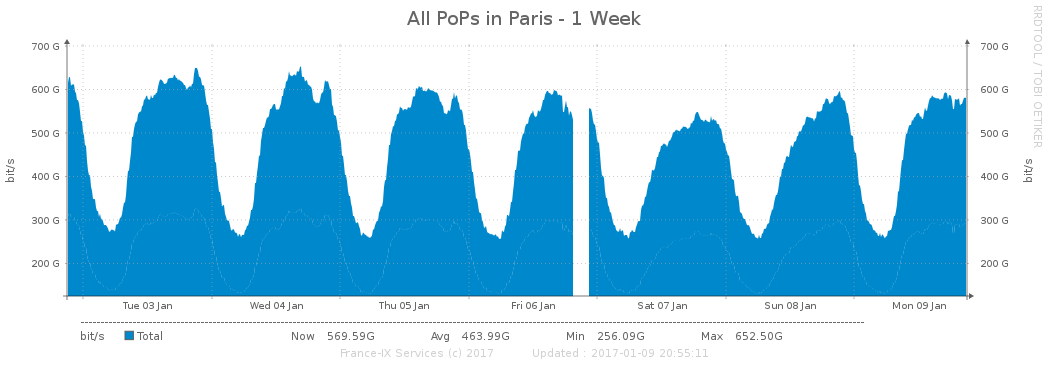 All PoPs in Paris - 1 Week
RRDTOOL / TOBI OETIKER
700 G 700 G
600 G 600 G
500 G 500 G
400 G 400 G
300 G 300 G
200 G 200 G
bit/s bit/s
Tue 03 Jan Wed 04 Jan Thu 05 Jan Fri 06 Jan Sat 07 Jan Sun 08 Jan Mon 09 Jan
bit/s Total Now 569.59G Avg 463.99G Min 256.09G Max 652.50G
France-IX Services (c) 2017 Updated : 2017-01-09 20:55:11